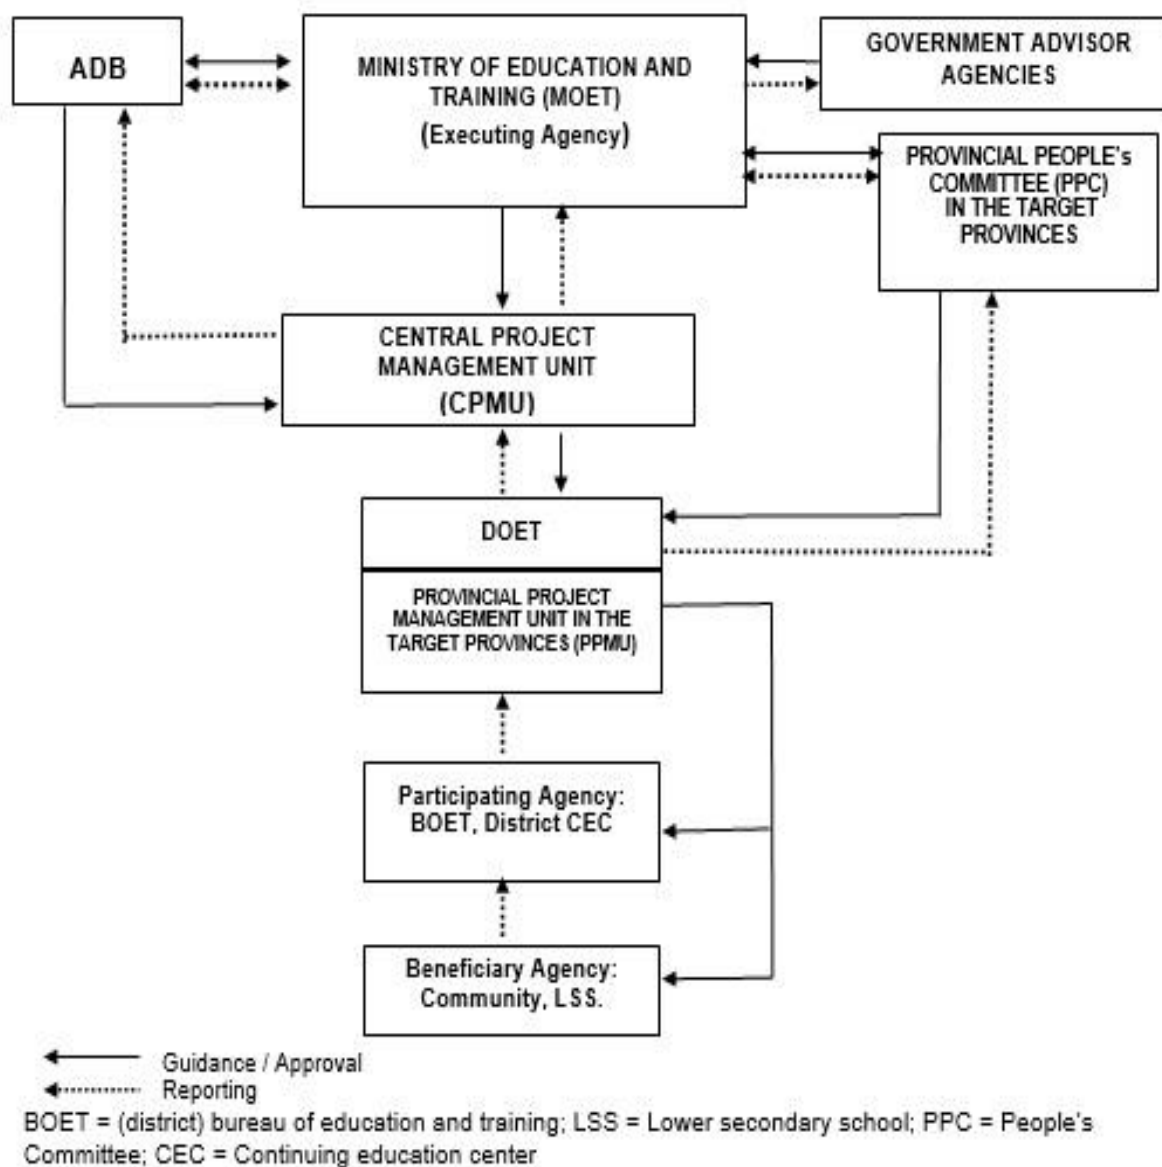 ADB
MINISTRY OF EDUCATION AND
TRAINING (MOET)
(Executing Agency)
GOVERNMENT ADVISOR
AGENCIES
PROVINCIAL PEOPLE's
COMMITTEE (PPC)
IN THE TARGET
PROVINCES
CENTRAL PROJECT
MANAGEMENT UNIT
(CPMU)
DOET
PROVINCIAL PROJECT
MANAGEMENT UNIT IN THE
TARGET PROVINCES (PPMU)
Participating Agency:
BOET, District CEC
Beneficiary Agency:
Community, LSS.
Guidance / Approval
Reporting
BOET = (district) bureau of education and training; LSS = Lower secondary school; PPC = People's
Committee; CEC = Continuing education center